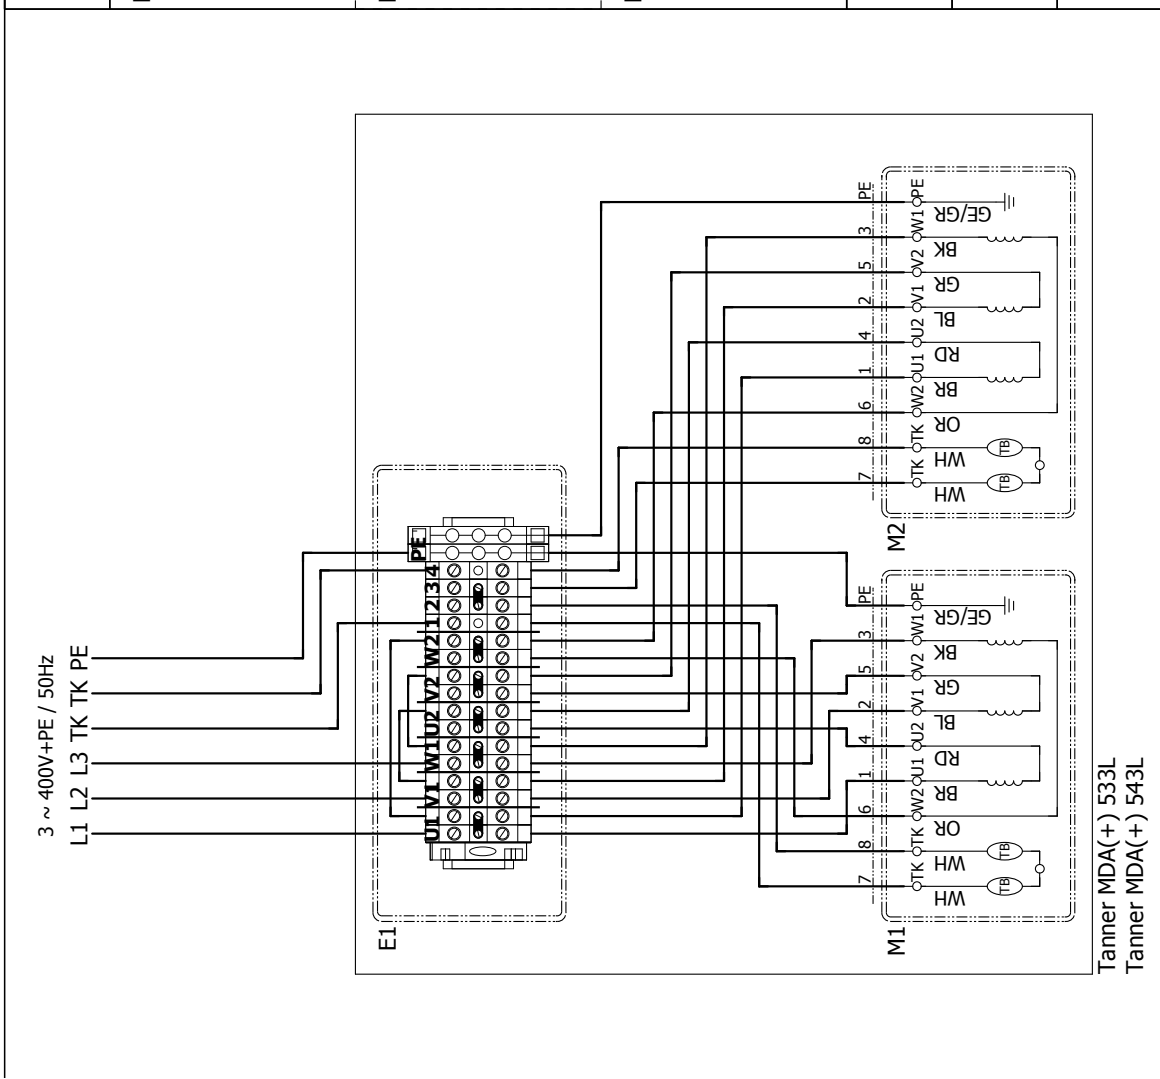 3 ~ 400V+PE / 50Hz
L1 L2 L3 TK TK PE
E1
U1 V1 W1 U2 V2 W2 1 2 3 4 PE
7 8 6 1 4 2 5 3 PE
M1
TK TK W2 U1 U2 V1 V2 W1 PE
WH WH OR BR RD BL GR BK GE/GR
TB TB
7 8 6 1 4 2 5 3 PE
M2
TK TK W2 U1 U2 V1 V2 W1 PE
WH WH OR BR RD BL GR BK GE/GR
TB TB
Tanner MDA(+) 533L
Tanner MDA(+) 543L